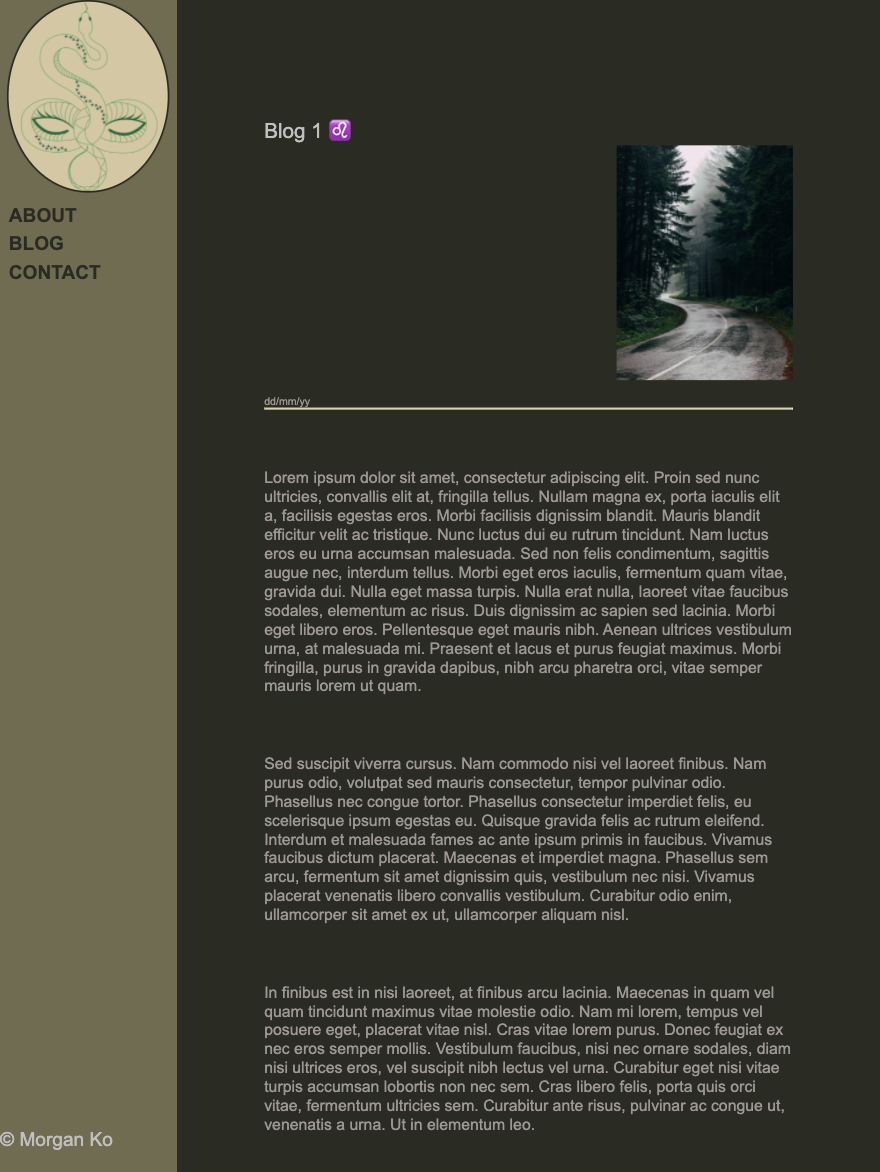 ABOUT
BLOG
CONTACT
© Morgan Ko
Blog 1 ♌
dd/mm/yy
Lorem ipsum dolor sit amet, consectetur adipiscing elit. Proin sed nunc
ultricies, convallis elit at, fringilla tellus. Nullam magna ex, porta iaculis elit
a, facilisis egestas eros. Morbi facilisis dignissim blandit. Mauris blandit
efficitur velit ac tristique. Nunc luctus dui eu rutrum tincidunt. Nam luctus
eros eu urna accumsan malesuada. Sed non felis condimentum, sagittis
augue nec, interdum tellus. Morbi eget eros iaculis, fermentum quam vitae,
gravida dui. Nulla eget massa turpis. Nulla erat nulla, laoreet vitae faucibus
sodales, elementum ac risus. Duis dignissim ac sapien sed lacinia. Morbi
eget libero eros. Pellentesque eget mauris nibh. Aenean ultrices vestibulum
urna, at malesuada mi. Praesent et lacus et purus feugiat maximus. Morbi
fringilla, purus in gravida dapibus, nibh arcu pharetra orci, vitae semper
mauris lorem ut quam.
Sed suscipit viverra cursus. Nam commodo nisi vel laoreet finibus. Nam
purus odio, volutpat sed mauris consectetur, tempor pulvinar odio.
Phasellus nec congue tortor. Phasellus consectetur imperdiet felis, eu
scelerisque ipsum egestas eu. Quisque gravida felis ac rutrum eleifend.
Interdum et malesuada fames ac ante ipsum primis in faucibus. Vivamus
faucibus dictum placerat. Maecenas et imperdiet magna. Phasellus sem
arcu, fermentum sit amet dignissim quis, vestibulum nec nisi. Vivamus
placerat venenatis libero convallis vestibulum. Curabitur odio enim,
ullamcorper sit amet ex ut, ullamcorper aliquam nisl.
In finibus est in nisi laoreet, at finibus arcu lacinia. Maecenas in quam vel
quam tincidunt maximus vitae molestie odio. Nam mi lorem, tempus vel
posuere eget, placerat vitae nisl. Cras vitae lorem purus. Donec feugiat ex
nec eros semper mollis. Vestibulum faucibus, nisi nec ornare sodales, diam
nisi ultrices eros, vel suscipit nibh lectus vel urna. Curabitur eget nisi vitae
turpis accumsan lobortis non nec sem. Cras libero felis, porta quis orci
vitae, fermentum ultricies sem. Curabitur ante risus, pulvinar ac congue ut,
venenatis a urna. Ut in elementum leo.